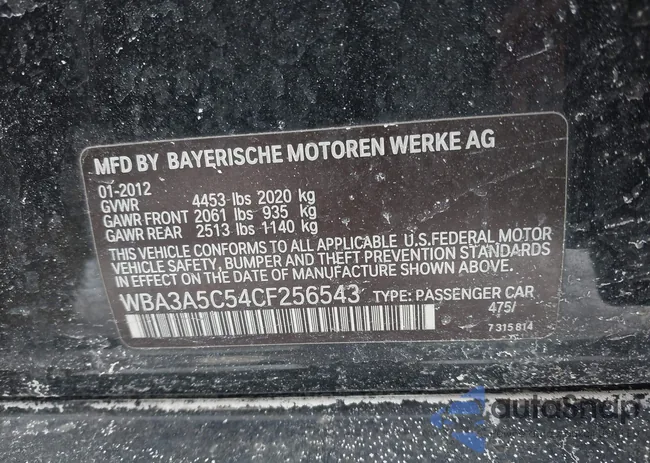 MFD BY BAYERISCHE MOTOREN WERKE AG
01-2012
GVWR 4453 lbs 2020 kg
GAWR FRONT 2061 lbs 935 kg
GAWR REAR 2513 lbs 1140 kg
THIS VEHICLE CONFORMS TO ALL APPLICABLE U.S.FEDERAL MOTOR
VEHICLE SAFETY, BUMPER AND THEFT PREVENTION STANDARDS
IN EFFECT ON THE DATE OF MANUFACTURE SHOWN ABOVE.
WBA3A5C54CF256543 TYPE: PASSENGER CAR
475/
7 315 814
autoSnap